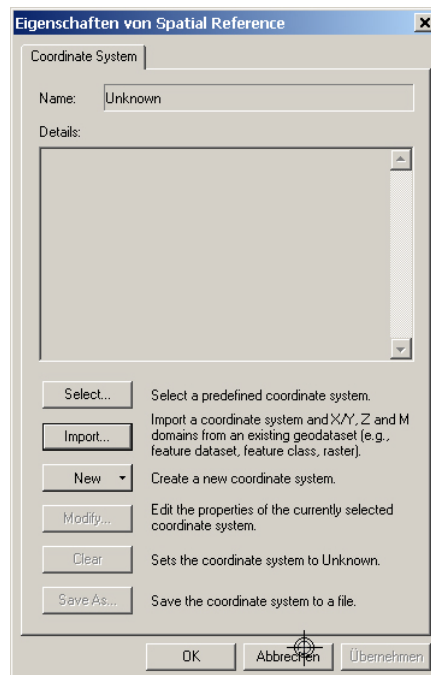 Eigenschaften von Spatial Reference
Coordinate System
Name: Unknown
Details:
Select... Select a predefined coordinate system.
Import... Import a coordinate system and X/Y, Z and M
domains from an existing geodataset (e.g.,
feature dataset, feature class, raster).
New Create a new coordinate system.
Modify... Edit the properties of the currently selected
coordinate system.
Clear Sets the coordinate system to Unknown.
Save As... Save the coordinate system to a file.
OK Abbrechen Übernehmen